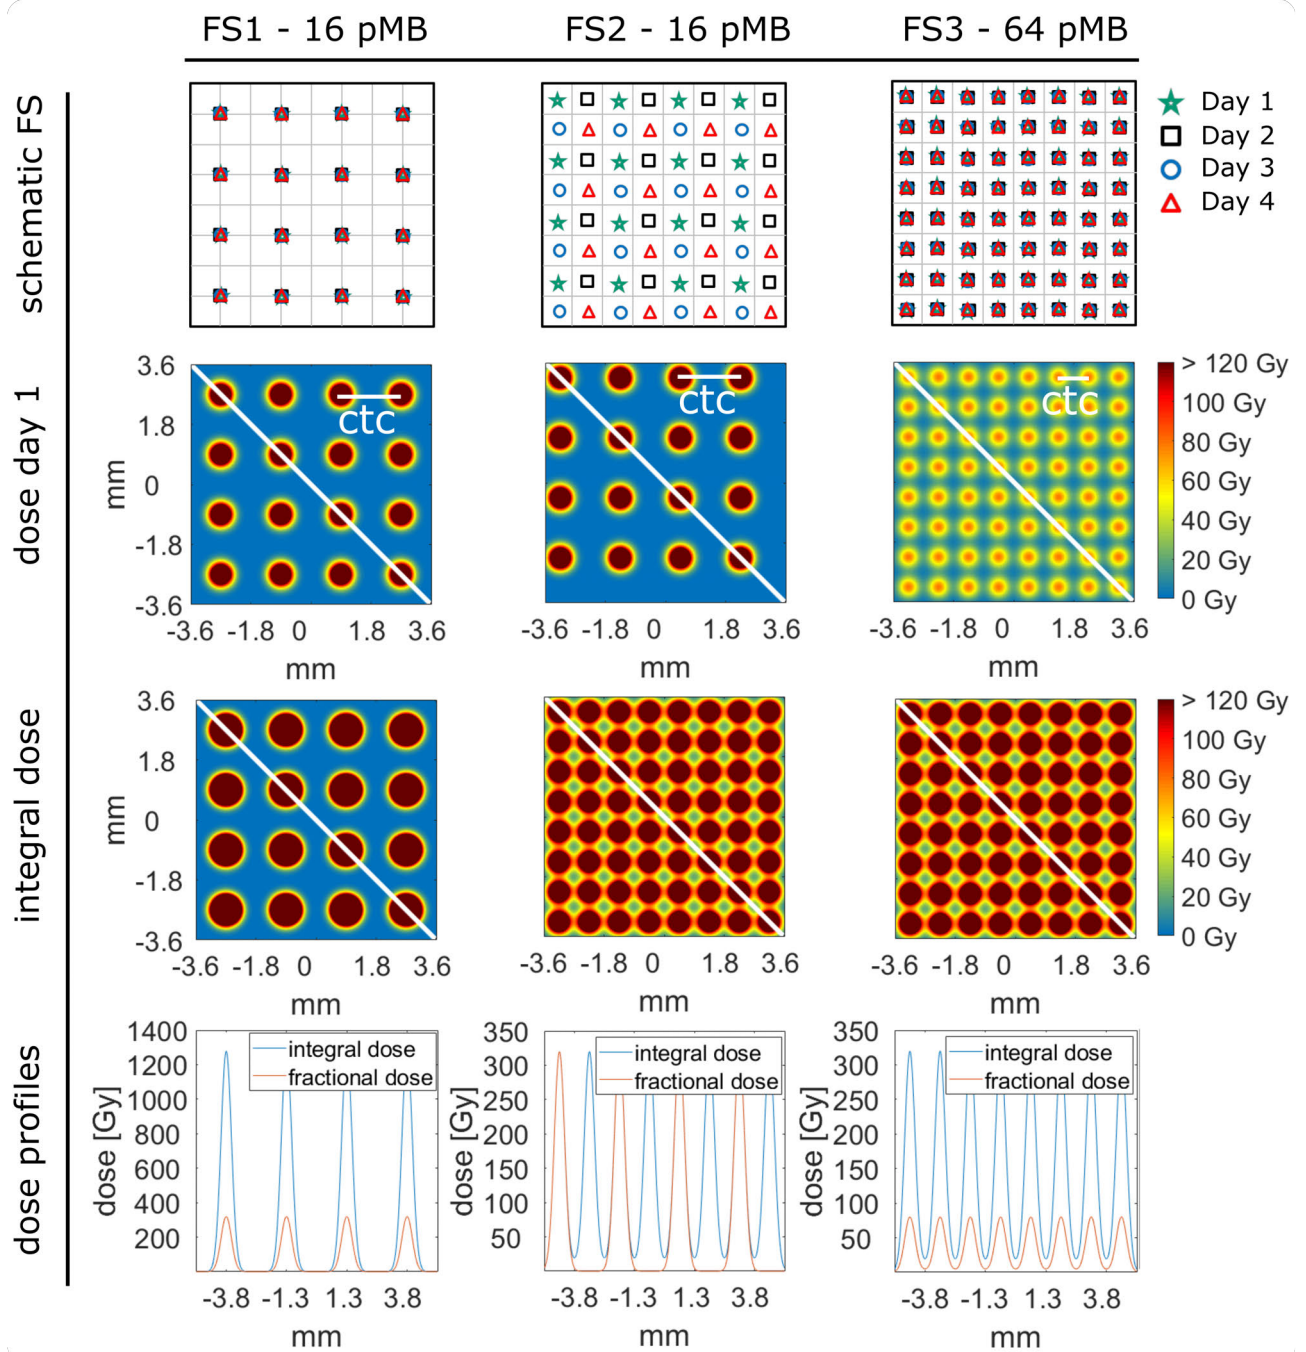 FS1 - 16 pMB FS2 - 16 pMB FS3 - 64 pMB
schematic FS
Day 1
Day 2
Day 3
Day 4
dose day 1
3.6
1.8
0
-1.8
-3.6
mm
ctc
ctc
ctc
> 120 Gy
100 Gy
80 Gy
60 Gy
40 Gy
20 Gy
0 Gy
-3.6 -1.8 0 1.8 3.6
-3.6 -1.8 0 1.8 3.6
-3.6 -1.8 0 1.8 3.6
mm
mm
mm
integral dose
3.6
1.8
0
-1.8
-3.6
mm
> 120 Gy
100 Gy
80 Gy
60 Gy
40 Gy
20 Gy
0 Gy
-3.6 -1.8 0 1.8 3.6
-3.6 -1.8 0 1.8 3.6
-3.6 -1.8 0 1.8 3.6
mm
mm
mm
dose profiles
dose [Gy]
1400
1200
1000
800
600
400
200
integral dose
fractional dose
-3.8 -1.3 1.3 3.8
mm
dose [Gy]
350
300
250
200
150
100
50
integral dose
fractional dose
-3.8 -1.3 1.3 3.8
mm
dose [Gy]
350
300
250
200
150
100
50
integral dose
fractional dose
-3.8 -1.3 1.3 3.8
mm